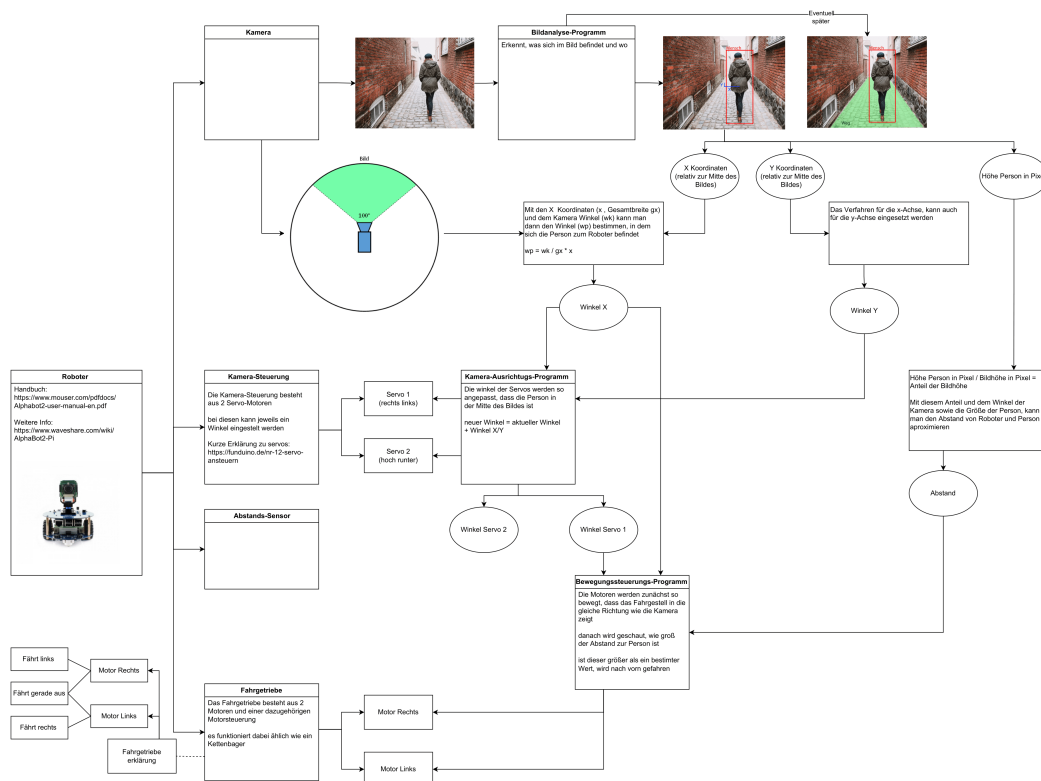 Kamera
Bildanalyse-Programm
Erkennt, was sich im Bild befindet und wo
Eventuell
später
Weg
Bild
100°
X Koordinaten
(relativ zur Mitte des
Bildes)
Y Koordinaten
(relativ zur Mitte des
Bildes)
Höhe Person in Pixel
Mit den X Koordinaten (x , Gesamtbreite gx)
und dem Kamera Winkel (wk) kann man
dann den Winkel (wp) bestimmen, in dem
sich die Person zum Roboter befindet
wp = wk / gx * x
Das Verfahren für die x-Achse, kann auch
für die y-Achse eingesetzt werden
Winkel X
Winkel Y
Roboter
Handbuch:
https://www.mouser.com/pdfdocs/
Alphabot2-user-manual-en.pdf
Weitere Info:
https://www.waveshare.com/wiki/
AlphaBot2-Pi
Kamera-Steuerung
Die Kamera-Steuerung besteht
aus 2 Servo-Motoren
bei diesen kann jeweils ein
Winkel eingestelt werden
Kurze Erklärung zu servos:
https://funduino.de/nr-12-servo-
ansteuern
Servo 1
(rechts links)
Servo 2
(hoch runter)
Kamera-Ausrichtugs-Programm
Die winkel der Servos werden so
angepasst, dass die Person in
der Mitte des Bildes ist
neuer Winkel = aktueller Winkel
+ Winkel X/Y
Höhe Person in Pixel / Bildhöhe in Pixel =
Anteil der Bildhöhe
Mit diesem Anteil und dem Winkel der
Kamera sowie die Größe der Person, kann
man den Abstand von Roboter und Person
aproximieren
Abstand
Abstands-Sensor
Winkel Servo 2
Winkel Servo 1
Bewegungssteuerungs-Programm
Die Motoren werden zunächst so
bewegt, dass das Fahrgestell in die
gleiche Richtung wie die Kamera
zeigt
danach wird geschaut, wie groß
der Abstand zur Person ist
ist dieser größer als ein bestimter
Wert, wird nach vorn gefahren
Fährt links
Fährt gerade aus
Fährt rechts
Motor Rechts
Motor Links
Fahrgetriebe
erklärung
Fahrgetriebe
Das Fahrgetriebe besteht aus 2
Motoren und einer dazugehörigen
Motorsteuerung
es funktioniert dabei ählich wie ein
Kettenbager
Motor Rechts
Motor Links